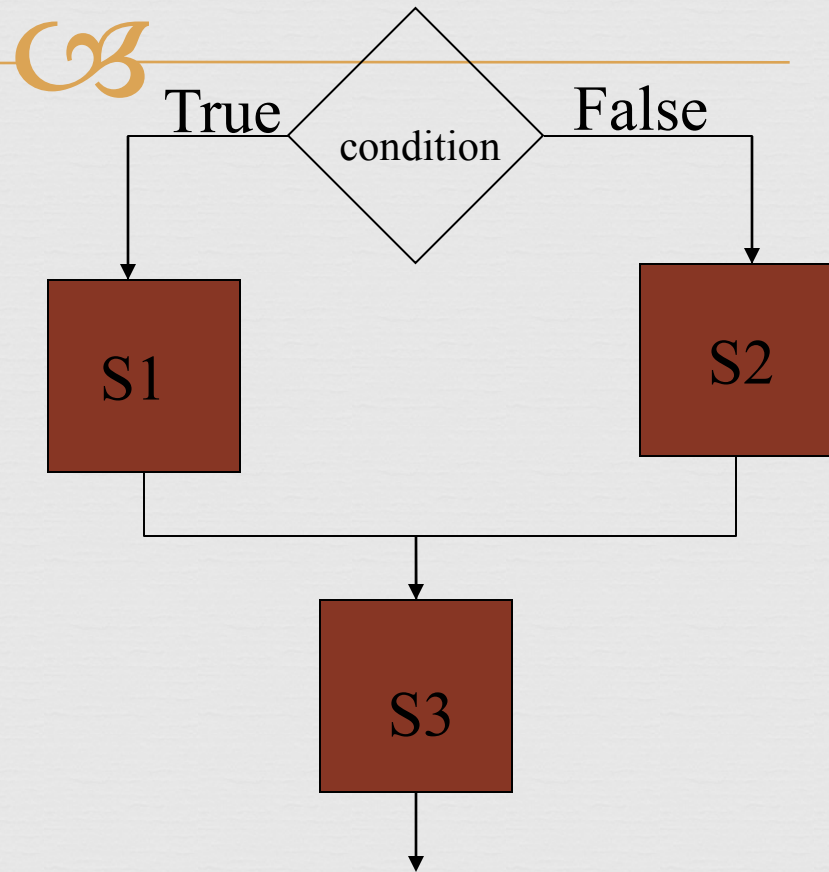 True
False
condition
S1
S2
S3